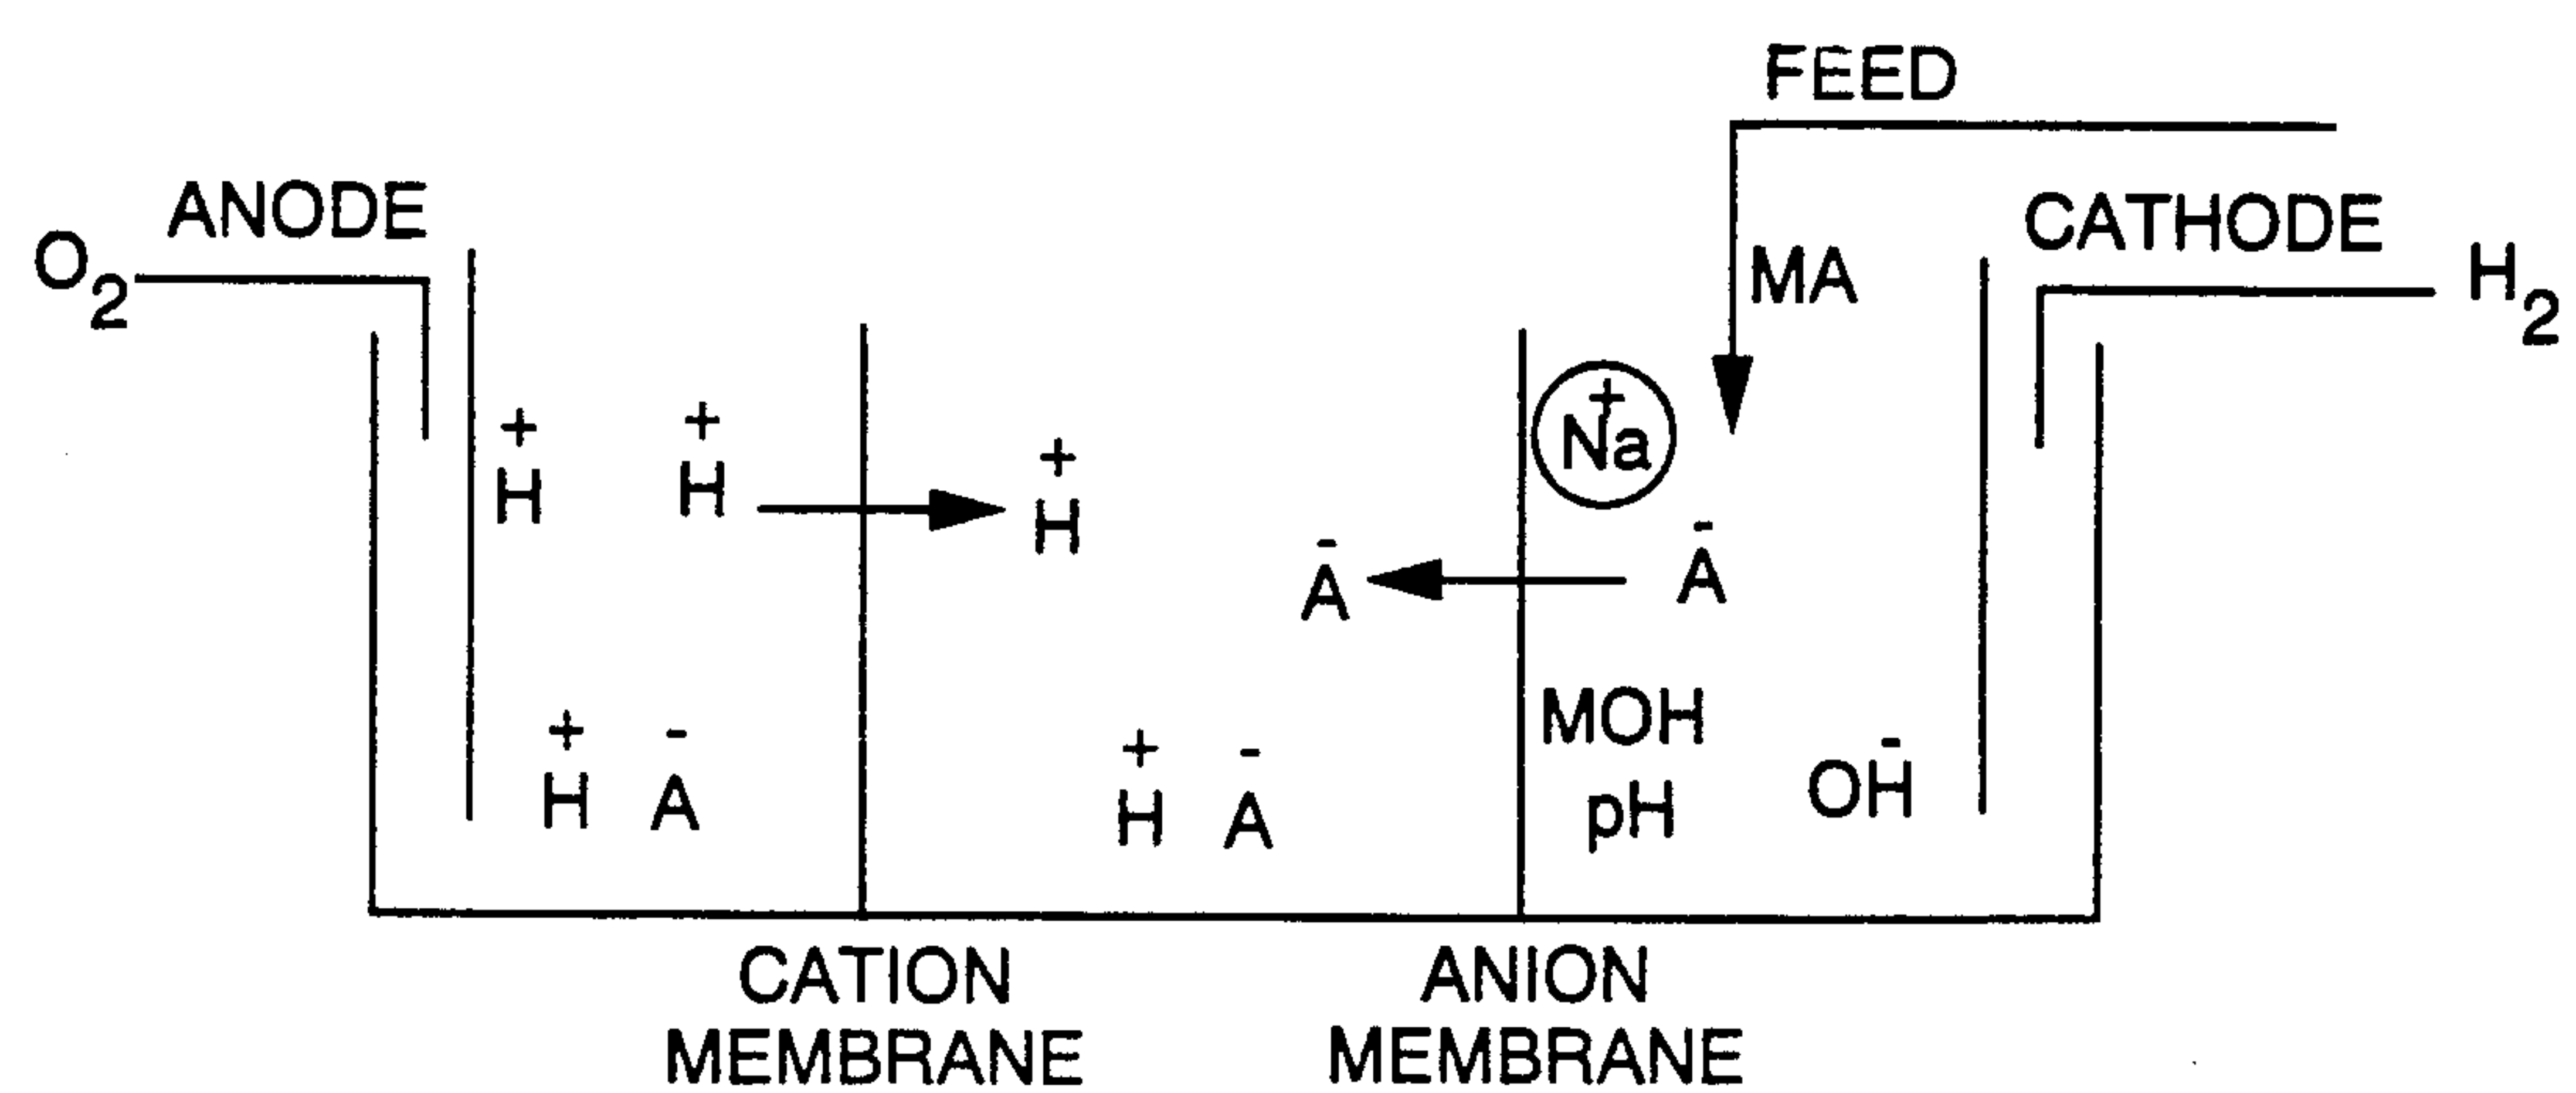 FEED
ANODE
CATHODE
O2
H2
MA
+ + +
H H H
+
Na
- -
A A
MOH
pH
-
OH
+ -
H A
+ -
H A
CATION
MEMBRANE
ANION
MEMBRANE